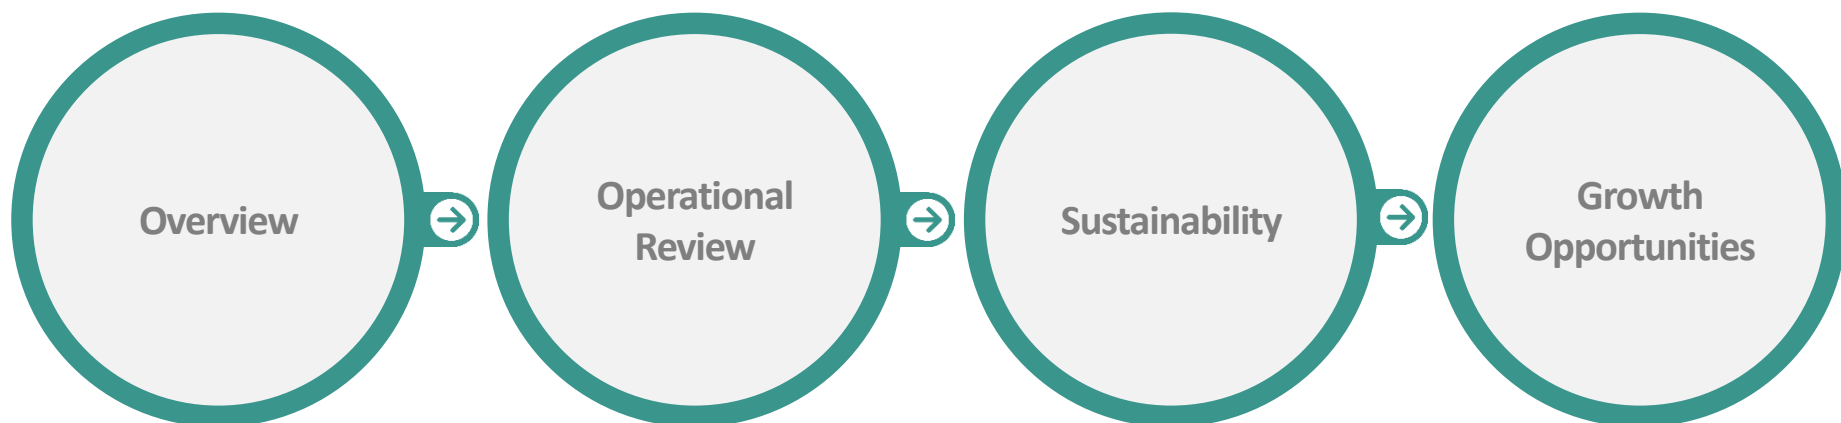 Overview
Operational
Review
Sustainability
Growth
Opportunities